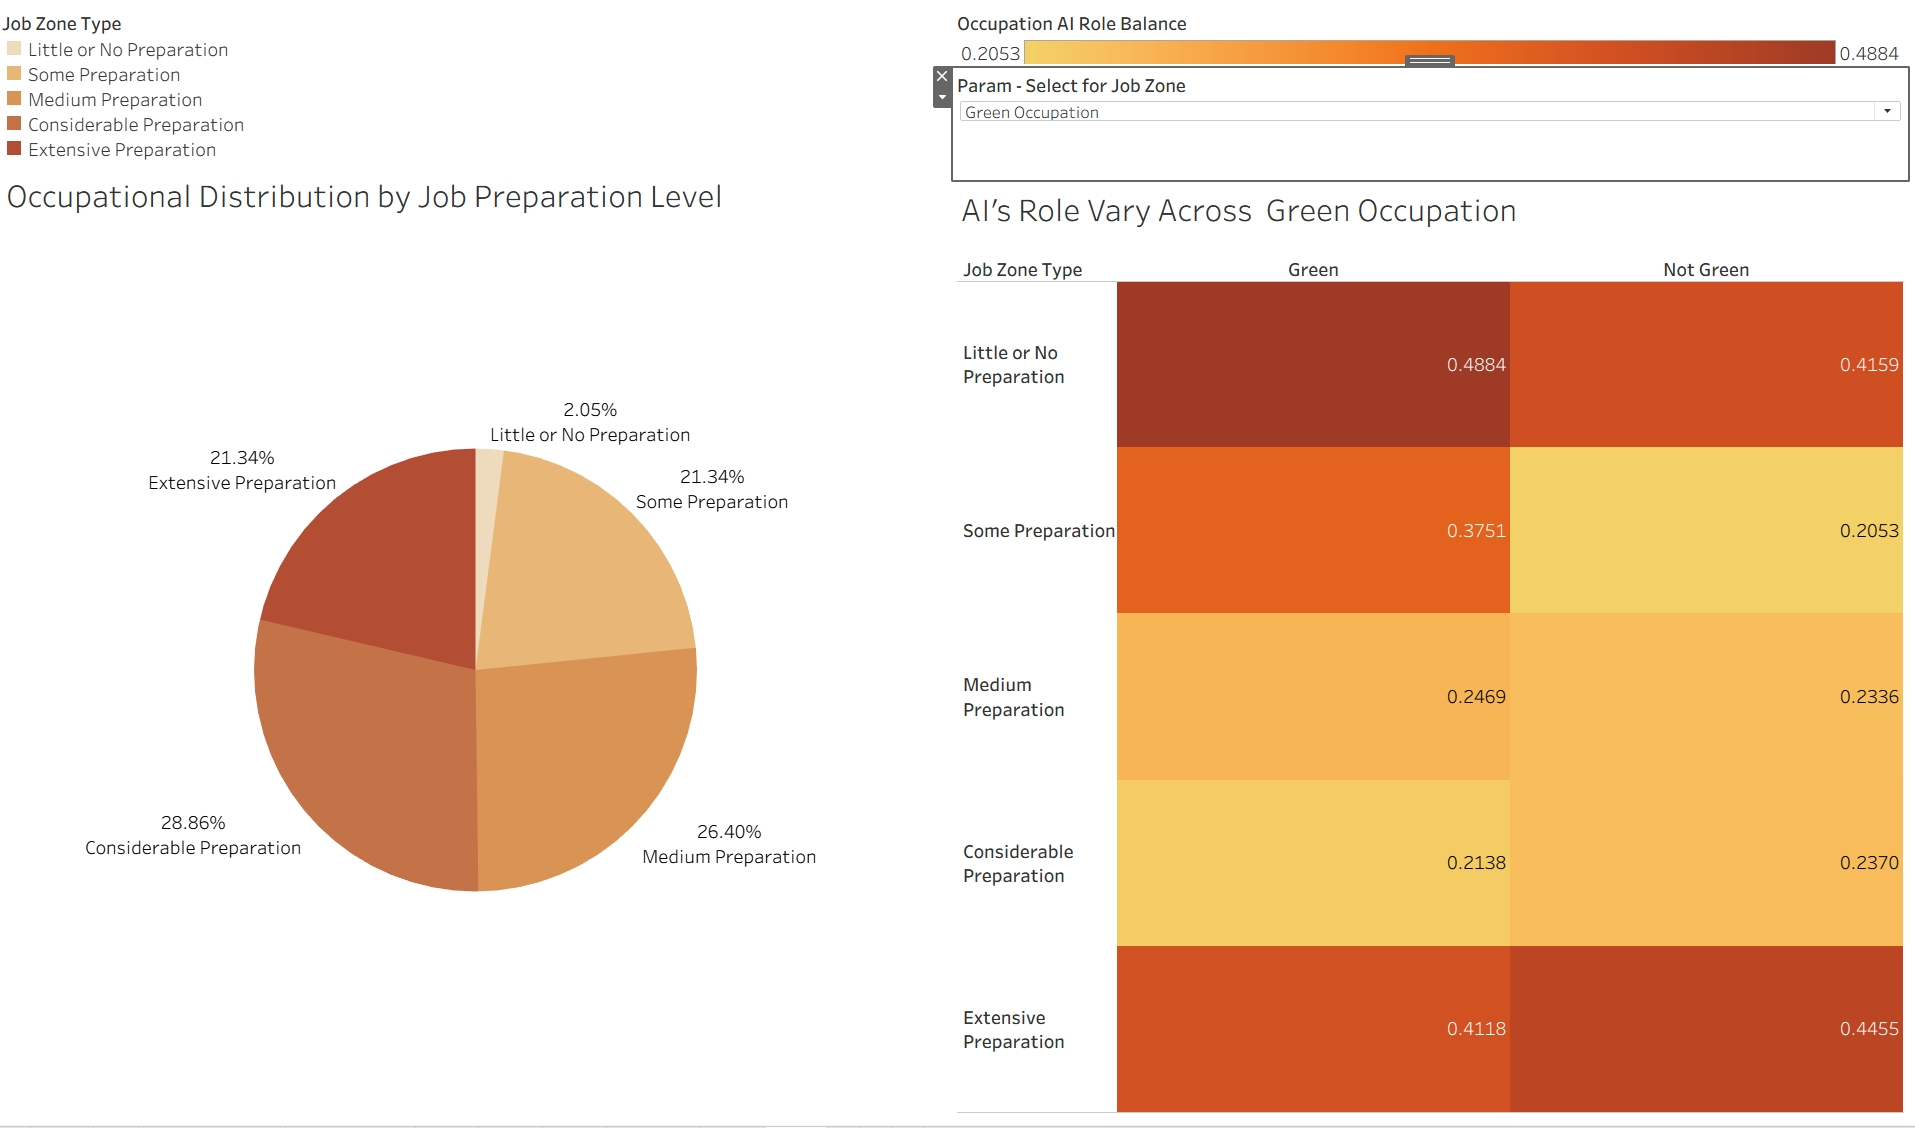 Job Zone Type
Little or No Preparation
Some Preparation
Medium Preparation
Considerable Preparation
Extensive Preparation
Occupational Distribution by Job Preparation Level
2.05%
Little or No Preparation
21.34%
Extensive Preparation
21.34%
Some Preparation
28.86%
Considerable Preparation
26.40%
Medium Preparation
Occupation AI Role Balance
0.2053 0.4884
Param - Select for Job Zone
Green Occupation
AI’s Role Vary Across  Green Occupation
Job Zone Type Green Not Green
Little or No
Preparation
0.4884 0.4159
Some Preparation 0.3751 0.2053
Medium
Preparation
0.2469 0.2336
Considerable
Preparation
0.2138 0.2370
Extensive
Preparation
0.4118 0.4455